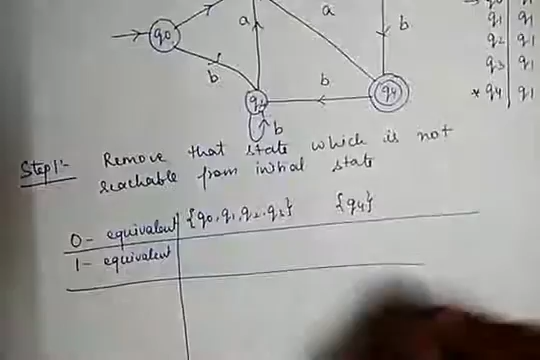 q1 q1
q0 a a b q2 q1
b b q4 q3 q1
q2 * q4 q1
b
Step1:- Remove that state which is not
reachable from initial state
0- equivalent {q0, q1, q2, q3} {q4}
1- equivalent